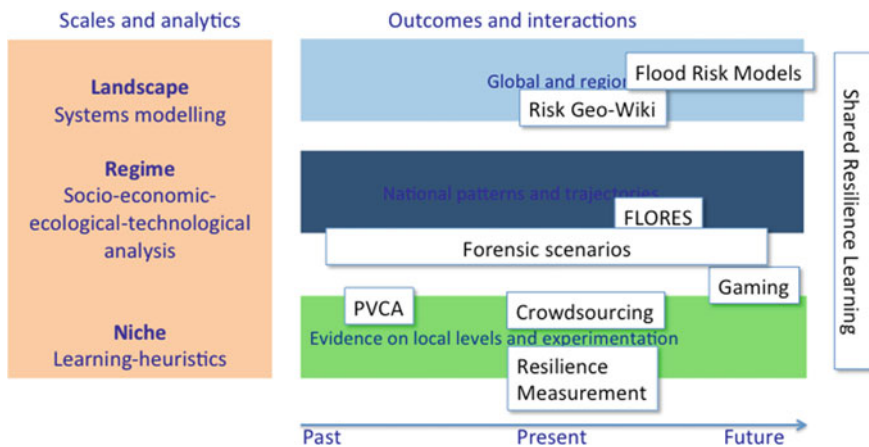 Scales and analytics
Outcomes and interactions
Landscape
Systems modelling
Regime
Socio-economic-
ecological-technological
analysis
Niche
Learning-heuristics
Global and region
Flood Risk Models
Risk Geo-Wiki
National patterns and trajectories
FLORES
Forensic scenarios
Gaming
PVCA
Crowdsourcing
Evidence on local levels and experimentation
Resilience
Measurement
Past
Present
Future
Shared Resilience Learning